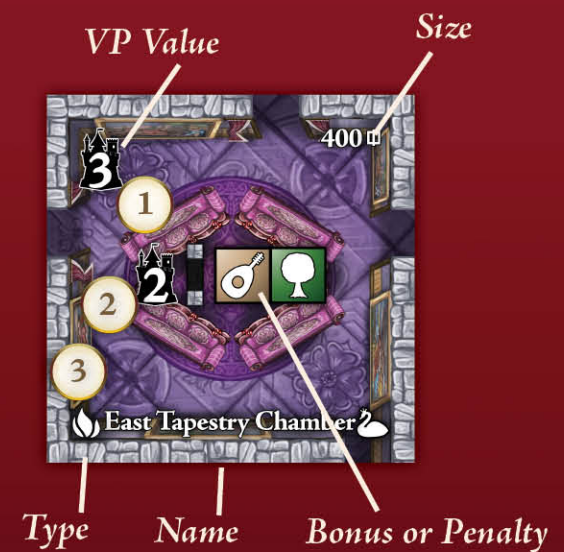 VP Value
Size
3
400
1
2
2
3
East Tapestry Chamber
Type
Name
Bonus or Penalty